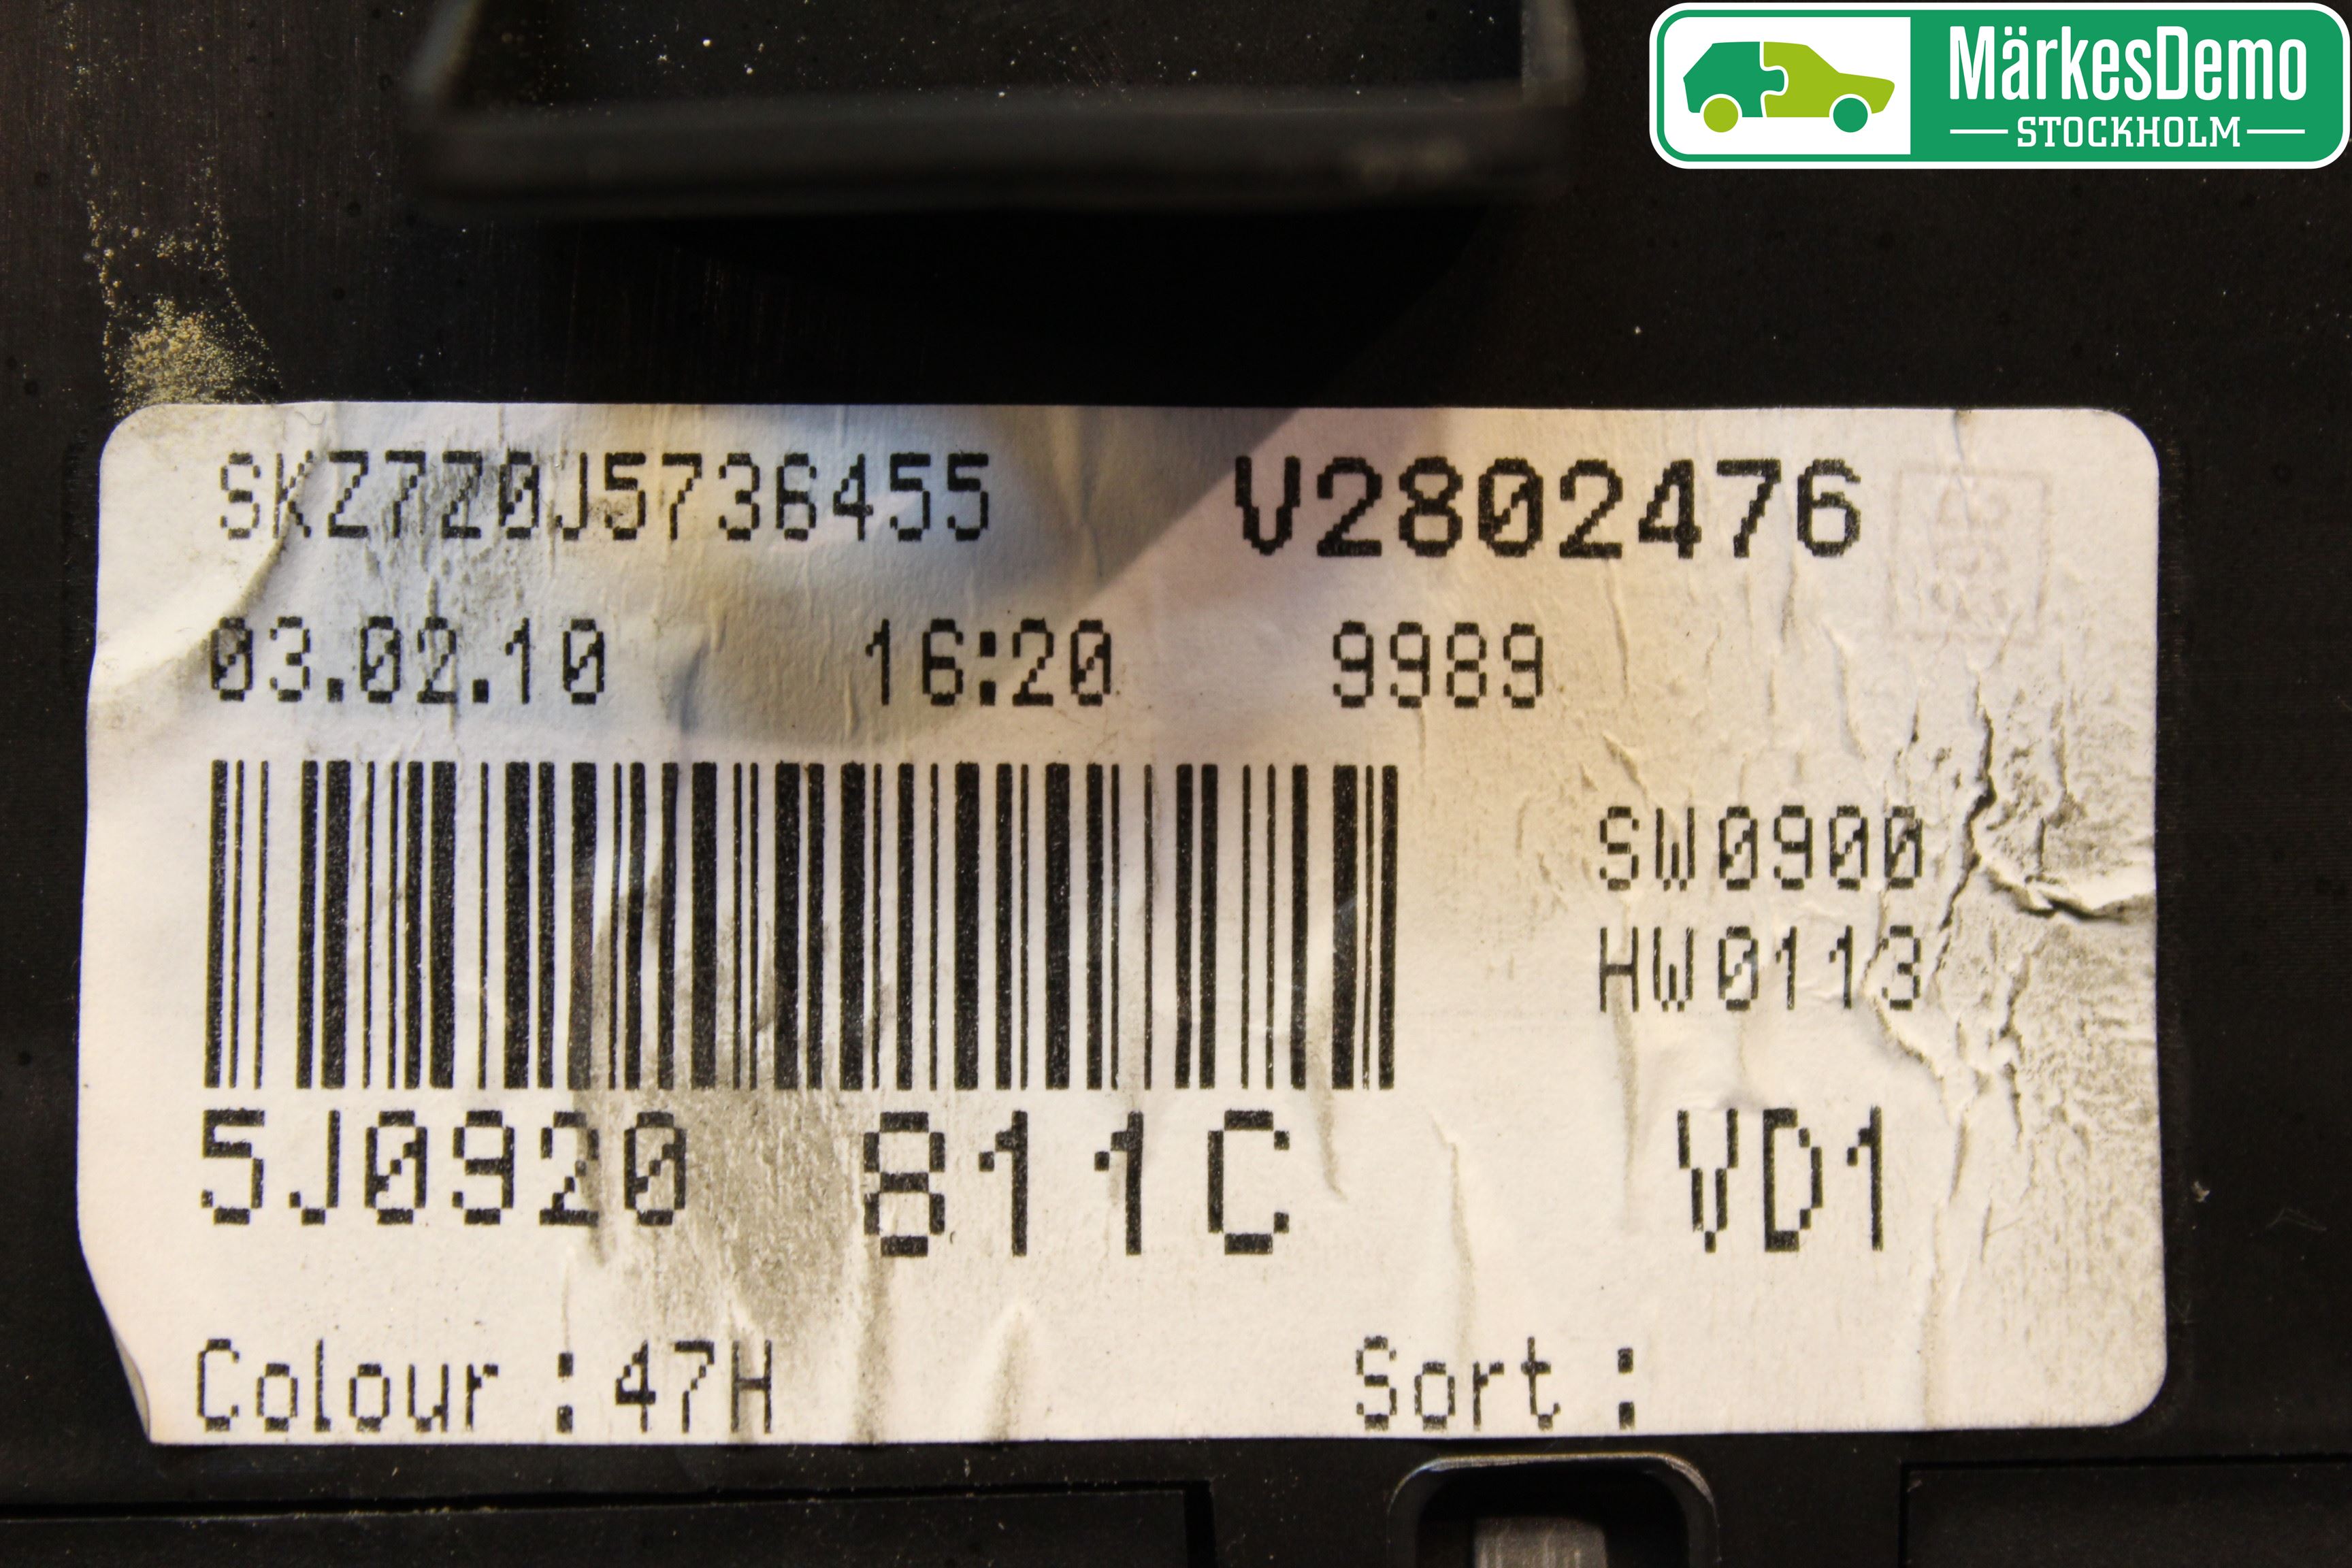 MärkesDemo
STOCKHOLM
SKZ7Z0J5736455 V2802476
03.02.10 16:20 9989
SW0900
HW0113
5J0920 811C VD1
Colour : 47H Sort :